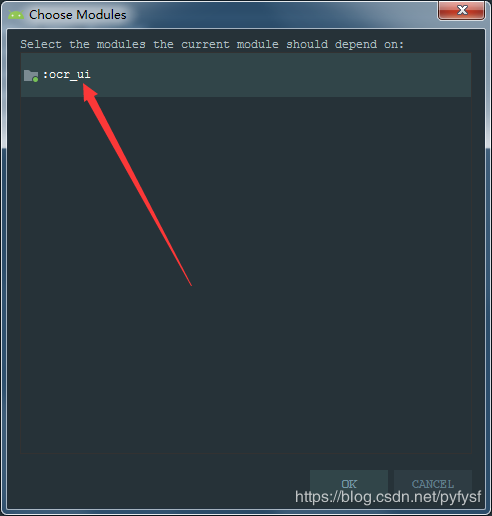 Choose Modules
Select the modules the current module should depend on:
:ocr_ui
OK
CANCEL
https://blog.csdn.net/pyfysf